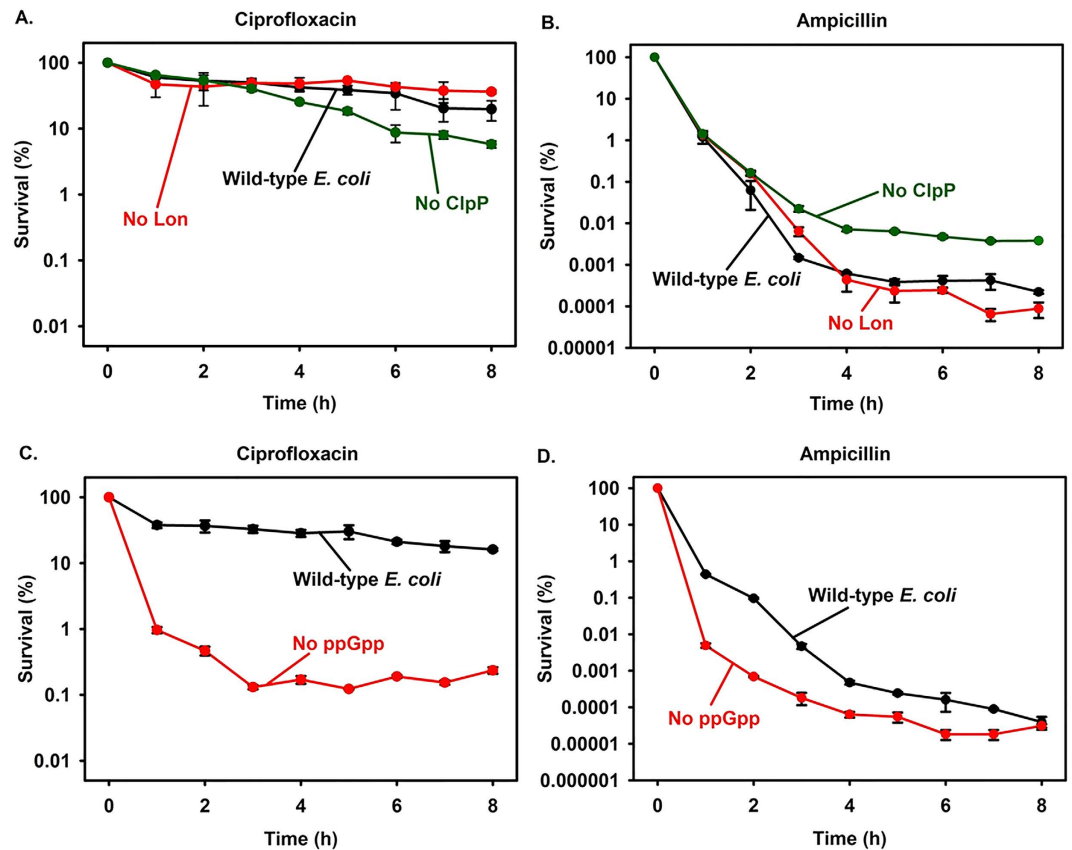 A.
Ciprofloxacin
Survival (%)
100
10
1
0.1
0.01
No Lon
Wild-type E. coli
No ClpP
0 2 4 6 8
Time (h)
B.
Ampicillin
Survival (%)
100
10
1
0.1
0.01
0.001
0.0001
0.00001
No ClpP
Wild-type E. coli
No Lon
0 2 4 6 8
Time (h)
C.
Ciprofloxacin
Survival (%)
100
10
1
0.1
0.01
Wild-type E. coli
No ppGpp
0 2 4 6 8
Time (h)
D.
Ampicillin
Survival (%)
100
10
1
0.1
0.01
0.001
0.0001
0.00001
0.000001
Wild-type E. coli
No ppGpp
0 2 4 6 8
Time (h)